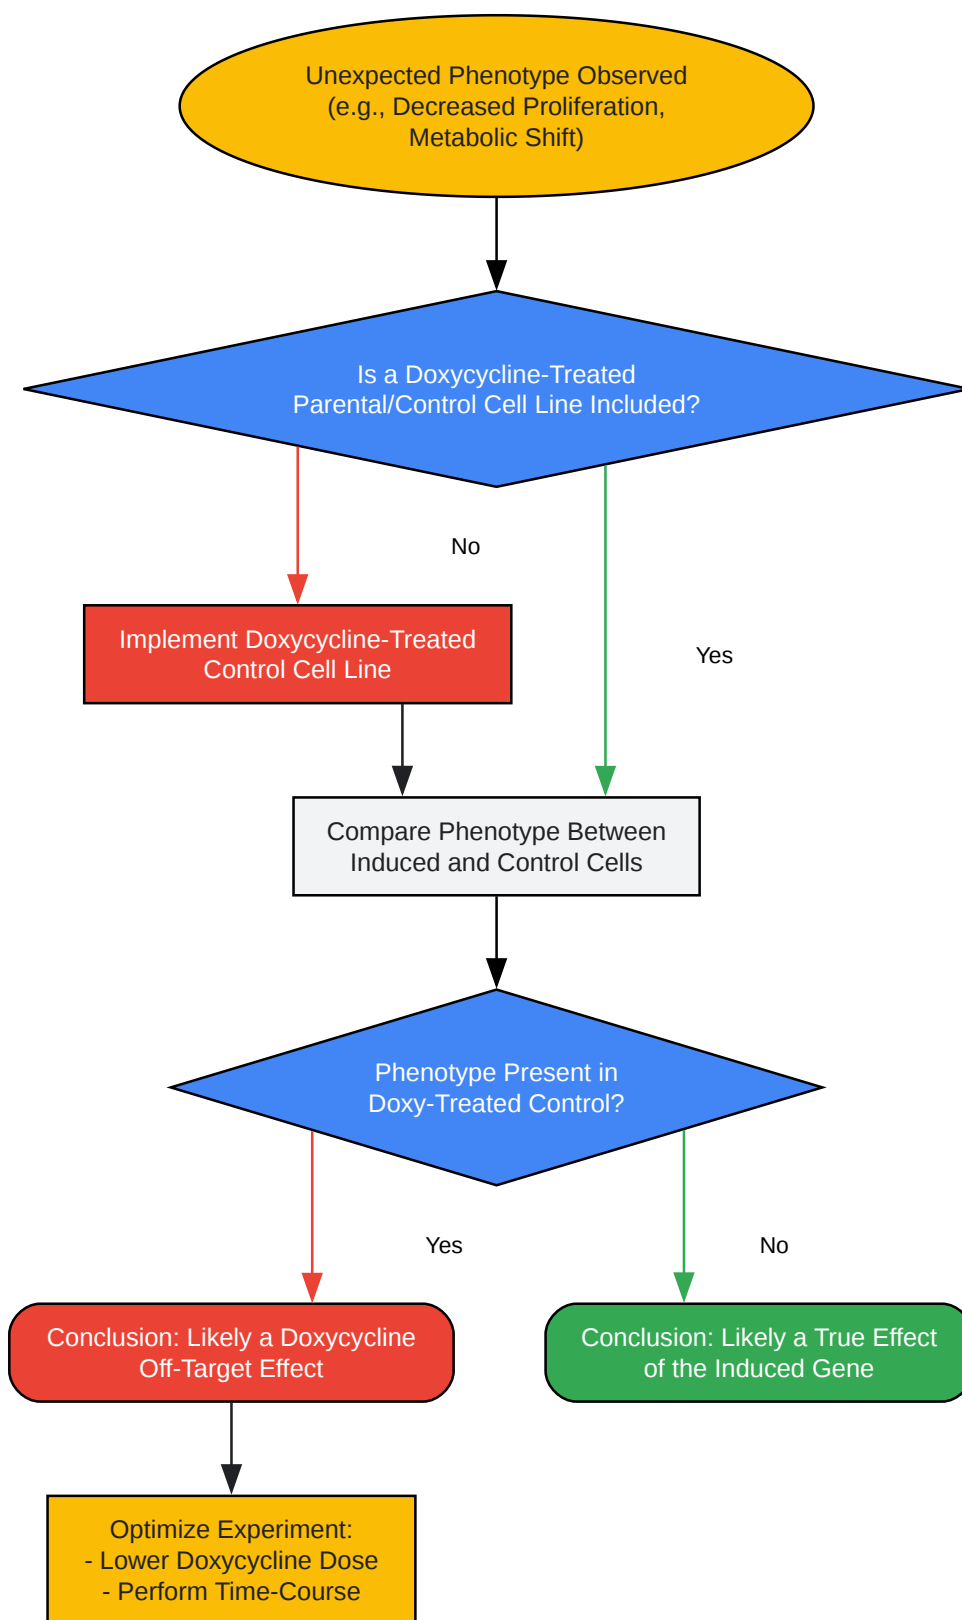 Unexpected Phenotype Observed
(e.g., Decreased Proliferation,
Metabolic Shift)
Is a Doxycycline-Treated
Parental/Control Cell Line Included?
No
Implement Doxycycline-Treated
Control Cell Line
Yes
Compare Phenotype Between
Induced and Control Cells
Phenotype Present in
Doxy-Treated Control?
Yes
No
Conclusion: Likely a Doxycycline
Off-Target Effect
Conclusion: Likely a True Effect
of the Induced Gene
Optimize Experiment:
- Lower Doxycycline Dose
- Perform Time-Course